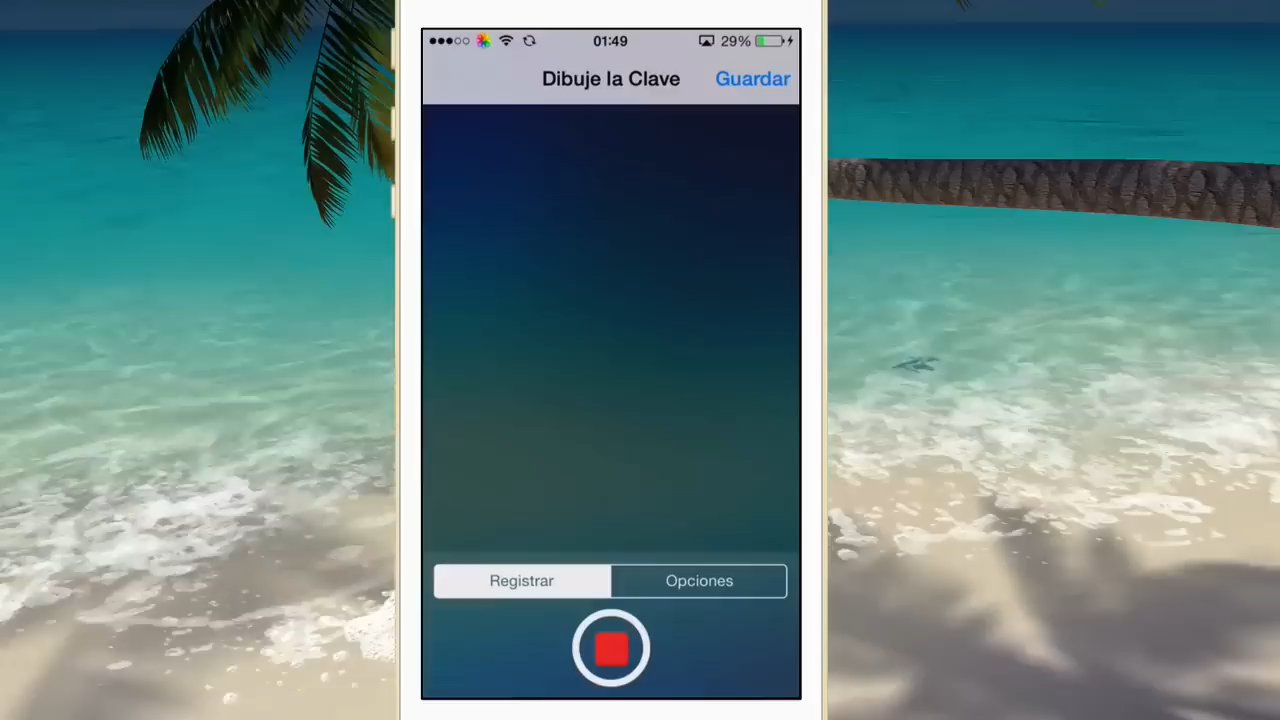 01:49
29%
Dibuje la Clave
Guardar
Registrar
Opciones